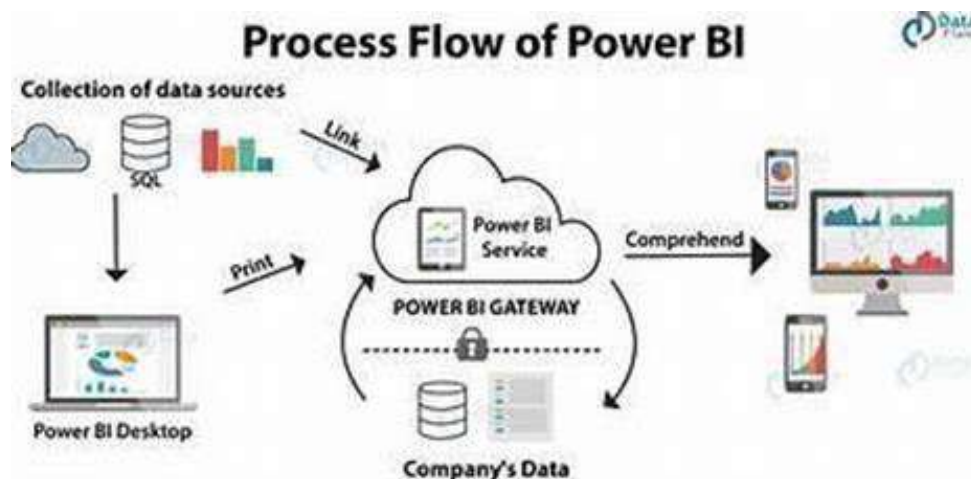 Process Flow of Power BI
Data
Collection of data sources
SQL
Link
Power BI
Service
Comprehend
Print
POWER BI GATEWAY
Power BI Desktop
Company's Data